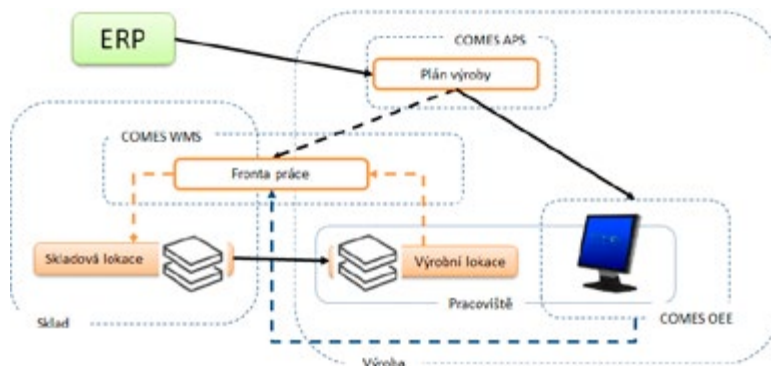 ERP
COMES APS
Plán výroby
COMES WMS
Fronta práce
Skladová lokace
Výrobní lokace
Pracoviště
Sklad
COMES OEE
Výroba